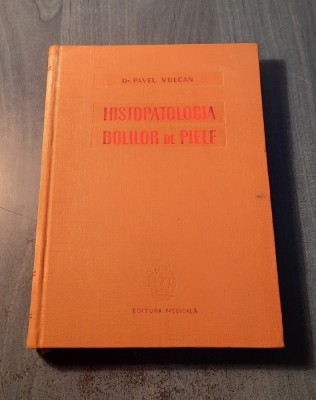 Dr PAVEL VULCAN
HISTOPATOLOGIA
BOLILOR DE PIELE
EDITURA MEDICALĂ